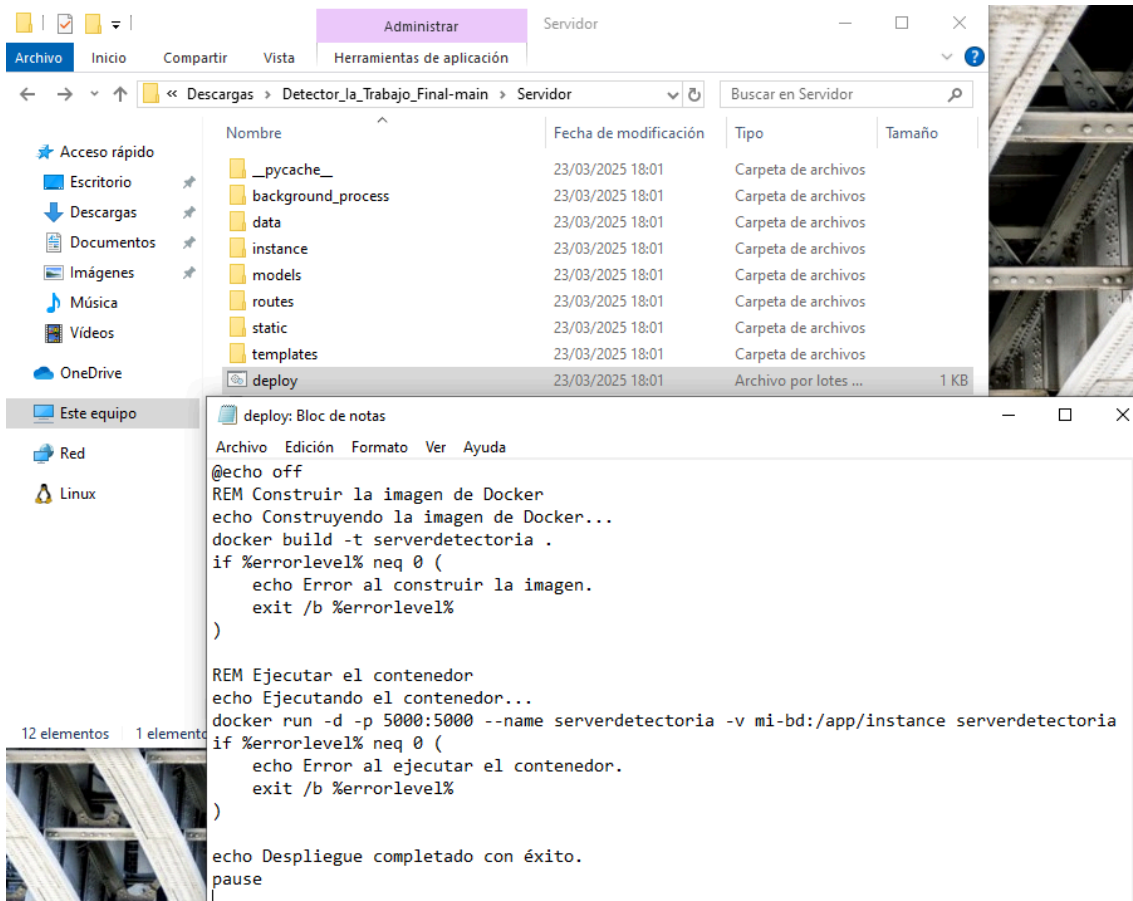 Administrar
Servidor
Archivo Inicio Compartir Vista Herramientas de aplicación
« Descargas > Detector_la_Trabajo_Final-main > Servidor
Buscar en Servidor
Nombre Fecha de modificación Tipo Tamaño
Acceso rápido
Escritorio
Descargas
Documentos
Imágenes
Música
Vídeos
OneDrive
Este equipo
Red
Linux
__pycache__ 23/03/2025 18:01 Carpeta de archivos
background_process 23/03/2025 18:01 Carpeta de archivos
data 23/03/2025 18:01 Carpeta de archivos
instance 23/03/2025 18:01 Carpeta de archivos
models 23/03/2025 18:01 Carpeta de archivos
routes 23/03/2025 18:01 Carpeta de archivos
static 23/03/2025 18:01 Carpeta de archivos
templates 23/03/2025 18:01 Carpeta de archivos
deploy 23/03/2025 18:01 Archivo por lotes ... 1 KB
12 elementos 1 elemento
deploy: Bloc de notas
Archivo Edición Formato Ver Ayuda
@echo off
REM Construir la imagen de Docker
echo Construyendo la imagen de Docker...
docker build -t serverdetectoria .
if %errorlevel% neq 0 (
    echo Error al construir la imagen.
    exit /b %errorlevel%
)

REM Ejecutar el contenedor
echo Ejecutando el contenedor...
docker run -d -p 5000:5000 --name serverdetectoria -v mi-bd:/app/instance serverdetectoria
if %errorlevel% neq 0 (
    echo Error al ejecutar el contenedor.
    exit /b %errorlevel%
)

echo Despliegue completado con éxito.
pause